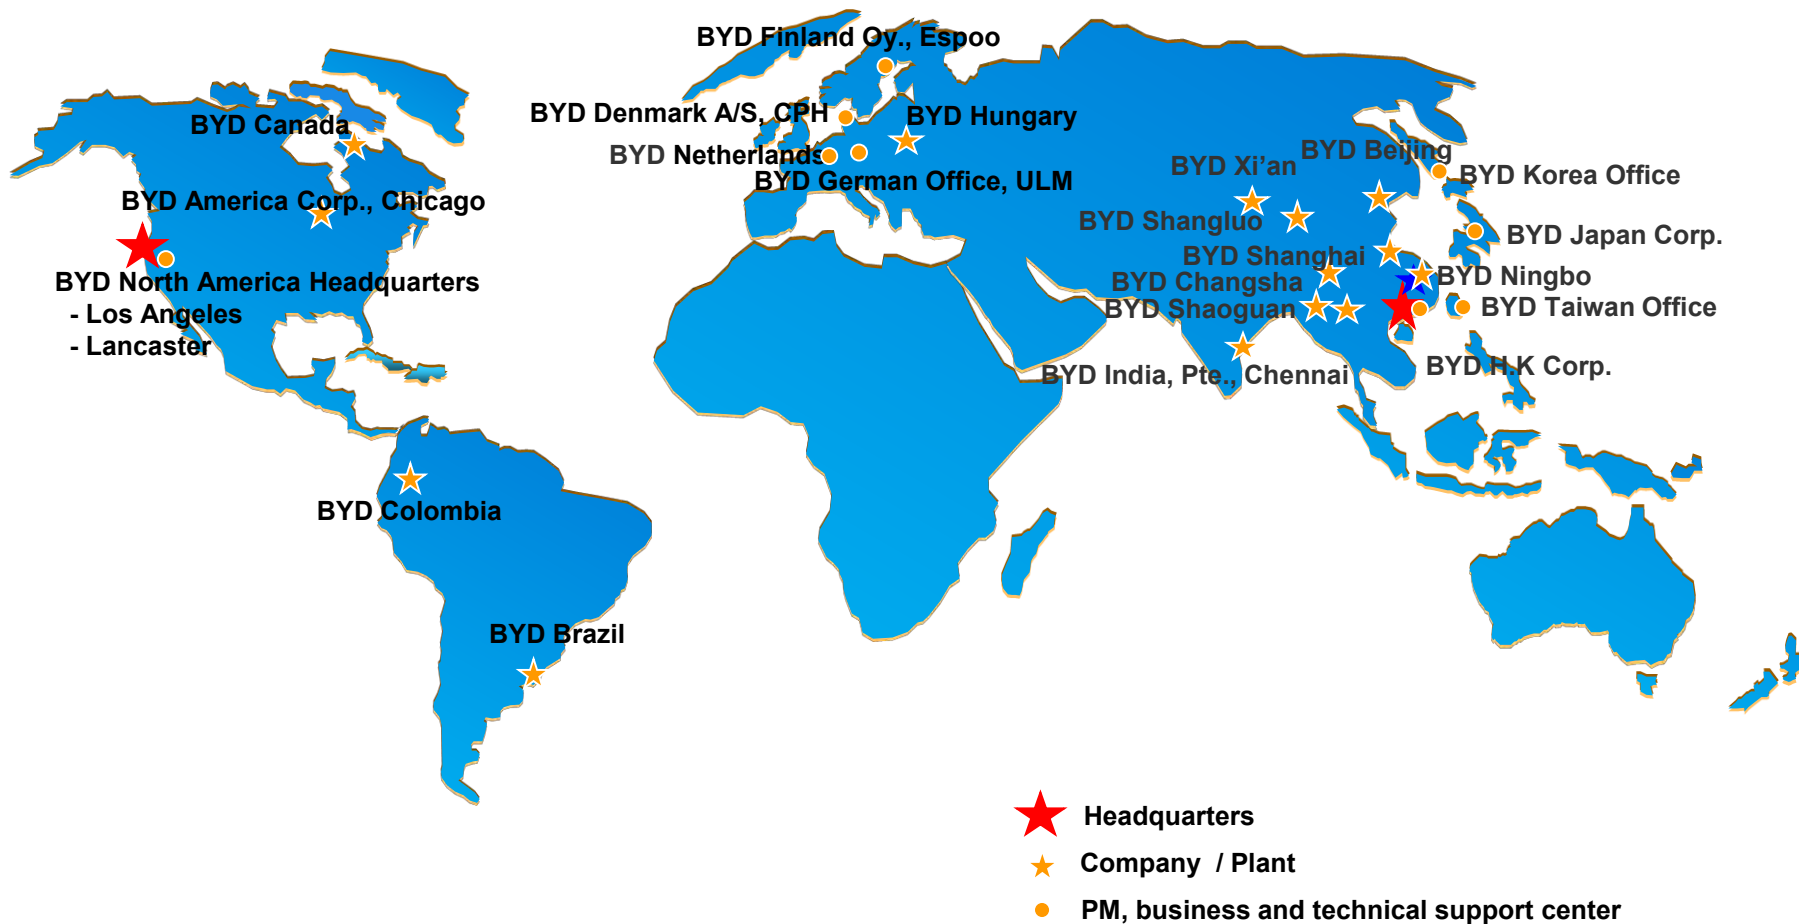 BYD Finland Oy., Espoo
BYD Canada
BYD Denmark A/S, CPH
BYD Hungary
BYD Netherlands
BYD German Office, ULM
BYD America Corp., Chicago
BYD North America Headquarters
- Los Angeles
- Lancaster
BYD Xi’an
BYD Beijing
BYD Korea Office
BYD Shangluo
BYD Japan Corp.
BYD Shanghai
BYD Changsha
BYD Ningbo
BYD Shaoguan
BYD Taiwan Office
BYD India, Pte., Chennai
BYD H.K Corp.
BYD Colombia
BYD Brazil
Headquarters
Company / Plant
PM, business and technical support center